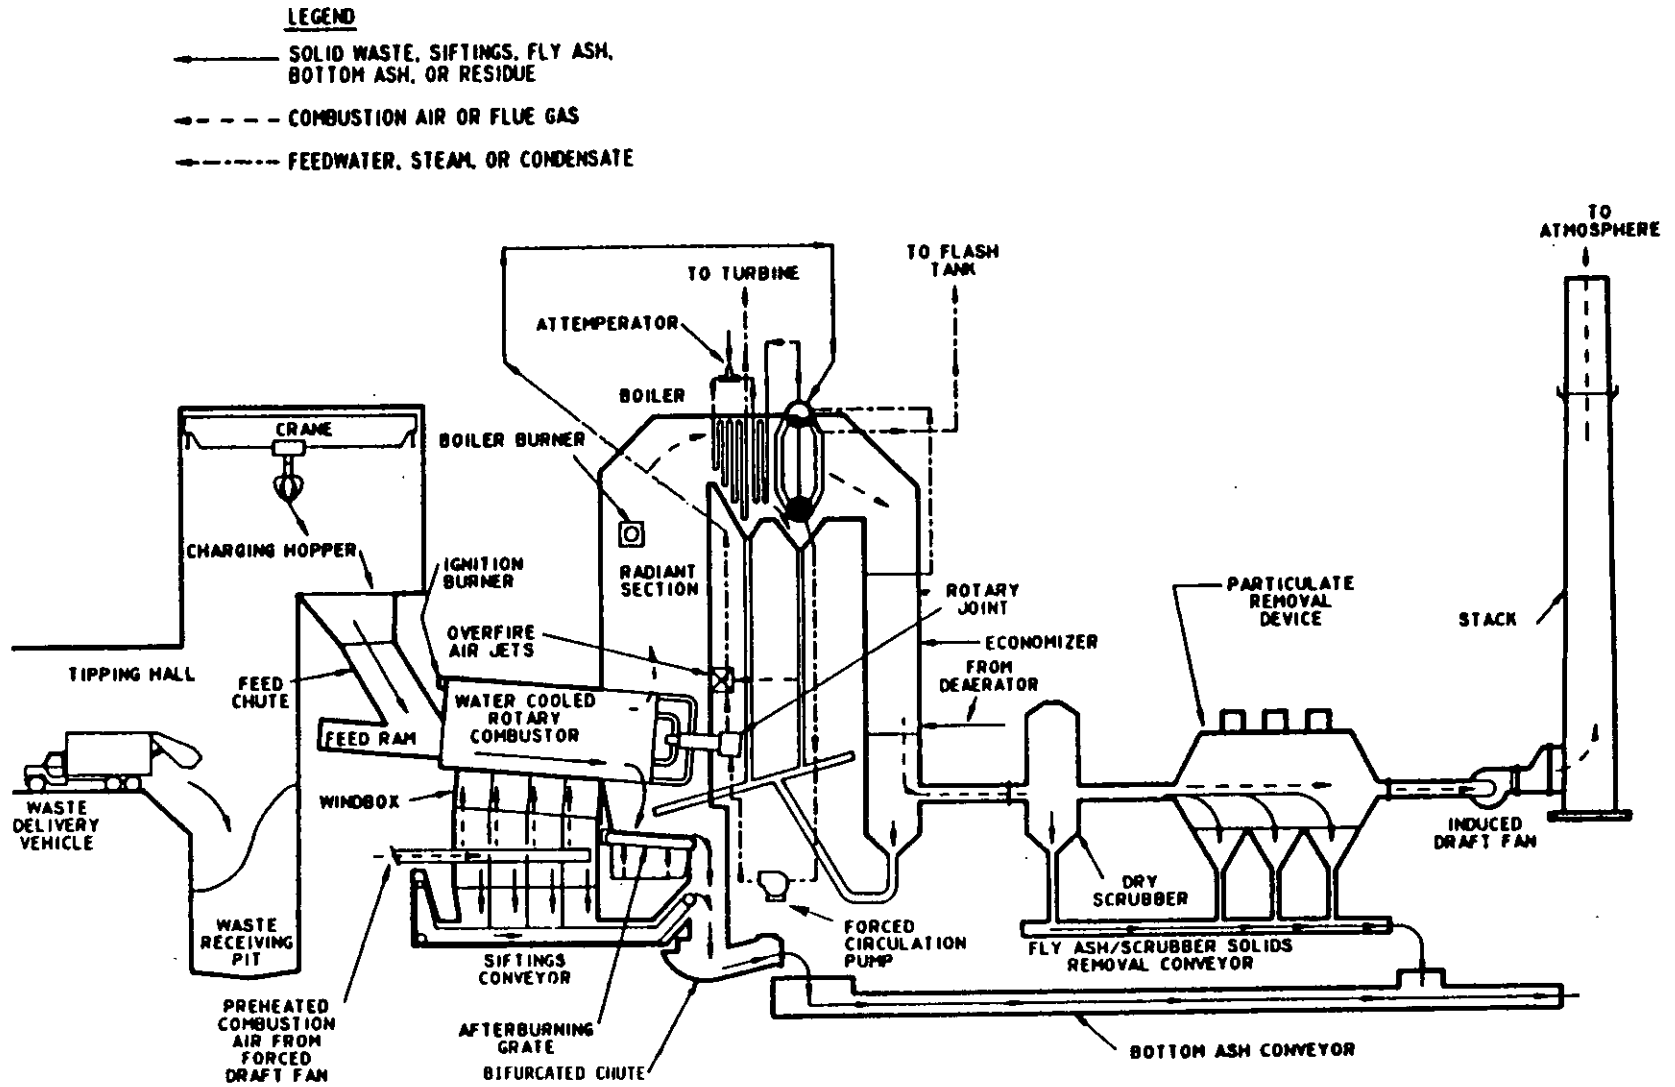 LEGEND
SOLID WASTE, SIFTINGS, FLY ASH,
BOTTOM ASH, OR RESIDUE
COMBUSTION AIR OR FLUE GAS
FEEDWATER, STEAM, OR CONDENSATE
TO
ATMOSPHERE
TO FLASH
TANK
TO TURBINE
ATTEMPERATOR
BOILER
CRANE
BOILER BURNER
CHARGING HOPPER
IGNITION
BURNER
RADIANT
SECTION
ROTARY
JOINT
PARTICULATE
REMOVAL
DEVICE
STACK
OVERFIRE
AIR JETS
ECONOMIZER
FROM
DEAERATOR
TIPPING HALL
FEED
CHUTE
WATER COOLED
ROTARY
COMBUSTOR
FEED RAM
WINDBOX
WASTE
DELIVERY
VEHICLE
INDUCED
DRAFT FAN
DRY
SCRUBBER
WASTE
RECEIVING
PIT
FORCED
CIRCULATION
PUMP
FLY ASH/SCRUBBER SOLIDS
REMOVAL CONVEYOR
SIFTINGS
CONVEYOR
PREHEATED
COMBUSTION
AIR FROM
FORCED
DRAFT FAN
AFTERBURNING
GRATE
BIFURCATED CHUTE
BOTTOM ASH CONVEYOR